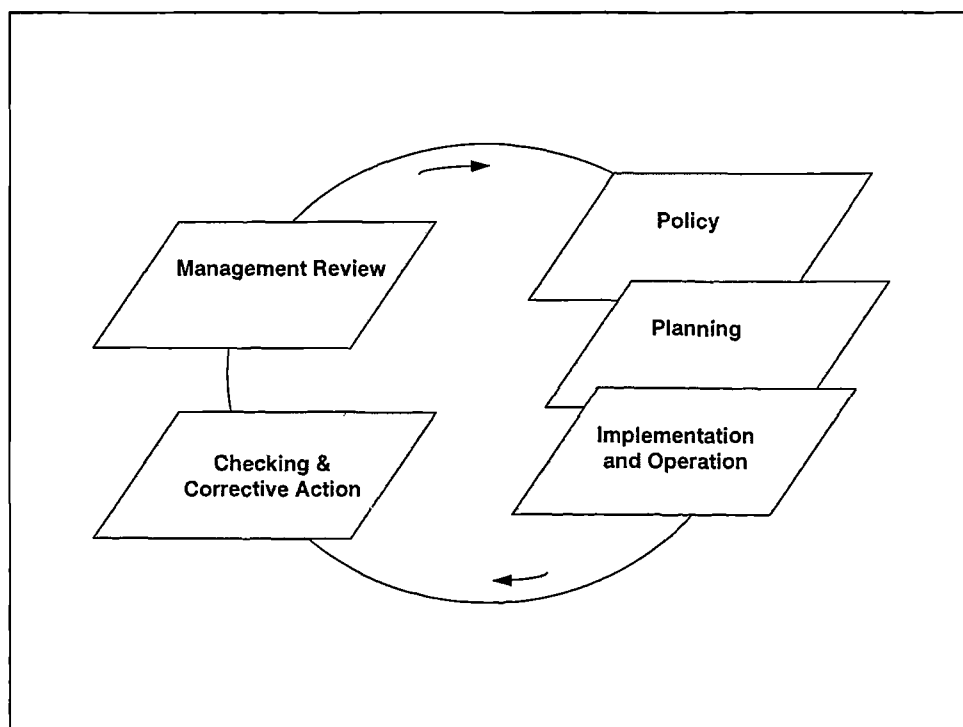 Policy
Management Review
Planning
Implementation
and Operation
Checking &
Corrective Action